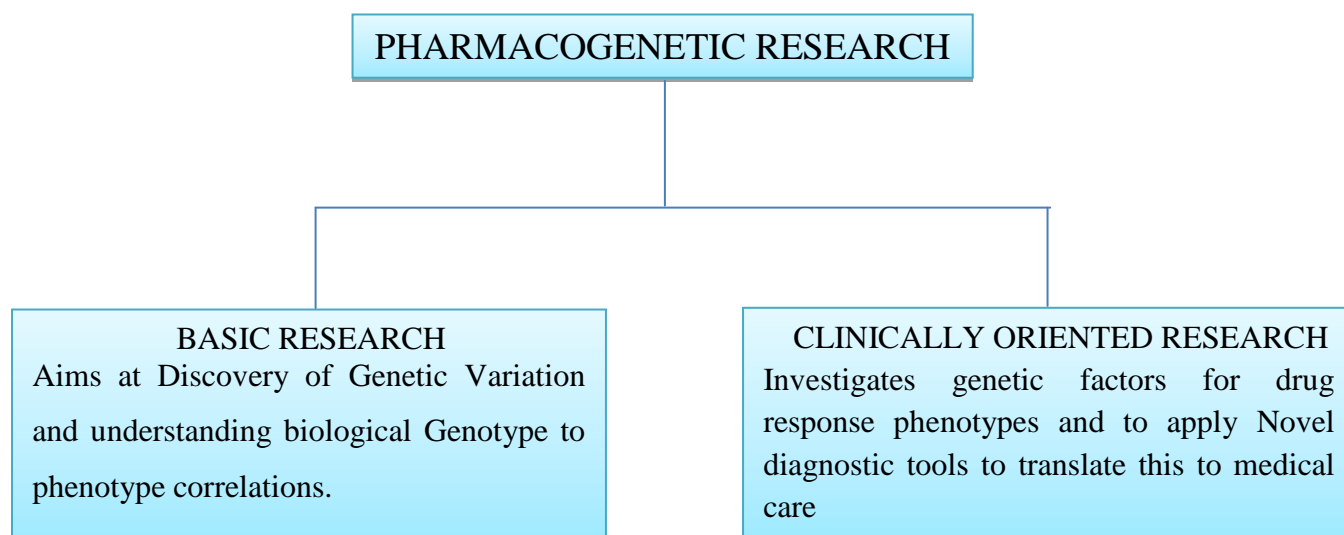 PHARMACOGENETIC RESEARCH
BASIC RESEARCH
Aims at Discovery of Genetic Variation
and understanding biological Genotype to
phenotype correlations.
CLINICALLY ORIENTED RESEARCH
Investigates genetic factors for drug
response phenotypes and to apply Novel
diagnostic tools to translate this to medical
care